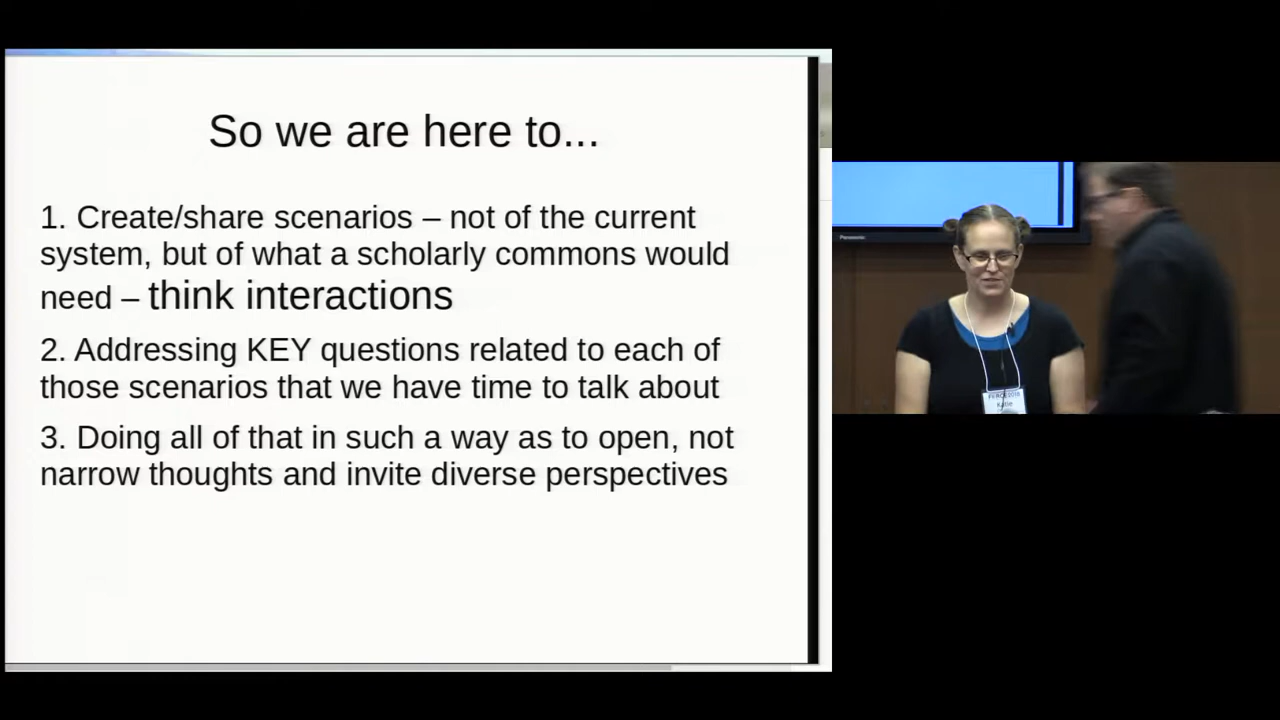 So we are here to...
1. Create/share scenarios – not of the current
system, but of what a scholarly commons would
need – think interactions
2. Addressing KEY questions related to each of
those scenarios that we have time to talk about
3. Doing all of that in such a way as to open, not
narrow thoughts and invite diverse perspectives
Panasonic
Katie